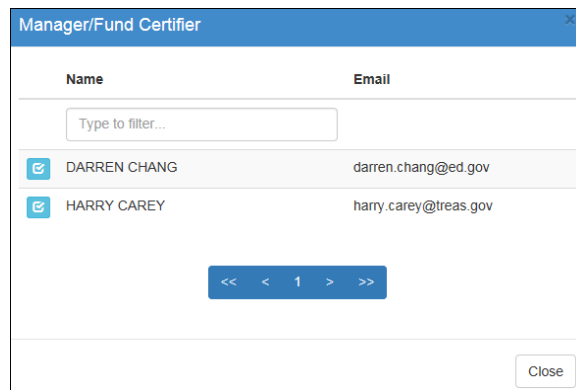 Manager/Fund Certifier ×
Name Email
Type to filter...
DARREN CHANG darren.chang@ed.gov
HARRY CAREY harry.carey@treas.gov
<< < 1 > >>
Close